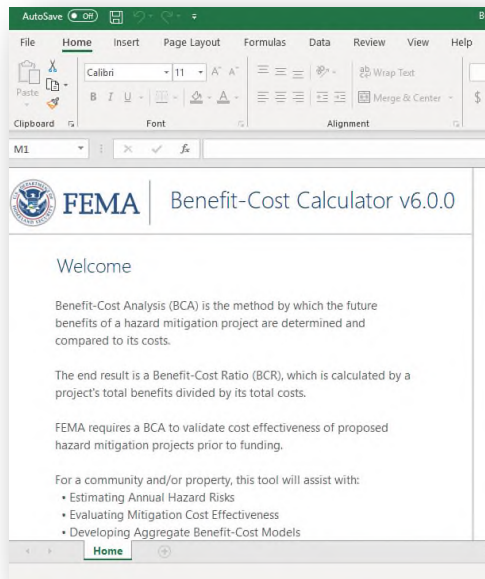 AutoSave Off
File Home Insert Page Layout Formulas Data Review View Help
Paste
Calibri 11 A A
ab Wrap Text
B I U A
Merge & Center $
Clipboard Font Alignment
M1 fx
FEMA Benefit-Cost Calculator v6.0.0
Welcome
Benefit-Cost Analysis (BCA) is the method by which the future
benefits of a hazard mitigation project are determined and
compared to its costs.
The end result is a Benefit-Cost Ratio (BCR), which is calculated by a
project's total benefits divided by its total costs.
FEMA requires a BCA to validate cost effectiveness of proposed
hazard mitigation projects prior to funding.
For a community and/or property, this tool will assist with:
• Estimating Annual Hazard Risks
• Evaluating Mitigation Cost Effectiveness
• Developing Aggregate Benefit-Cost Models
Home